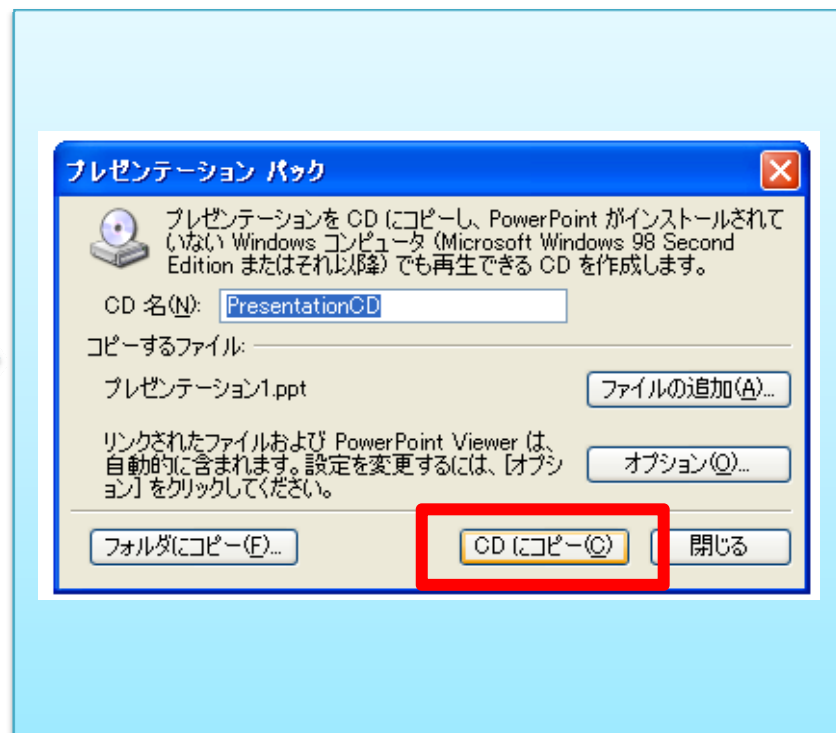 プレゼンテーション パック
プレゼンテーションを CD にコピーし、PowerPoint がインストールされて
いない Windows コンピュータ (Microsoft Windows 98 Second
Edition またはそれ以降) でも再生できる CD を作成します。
CD 名(N): PresentationCD
コピーするファイル:
プレゼンテーション1.ppt ファイルの追加(A)...
リンクされたファイルおよび PowerPoint Viewer は、
自動的に含まれます。設定を変更するには、[オプシ
ョン] をクリックしてください。
オプション(O)...
フォルダにコピー(F)... CD にコピー(C) 閉じる